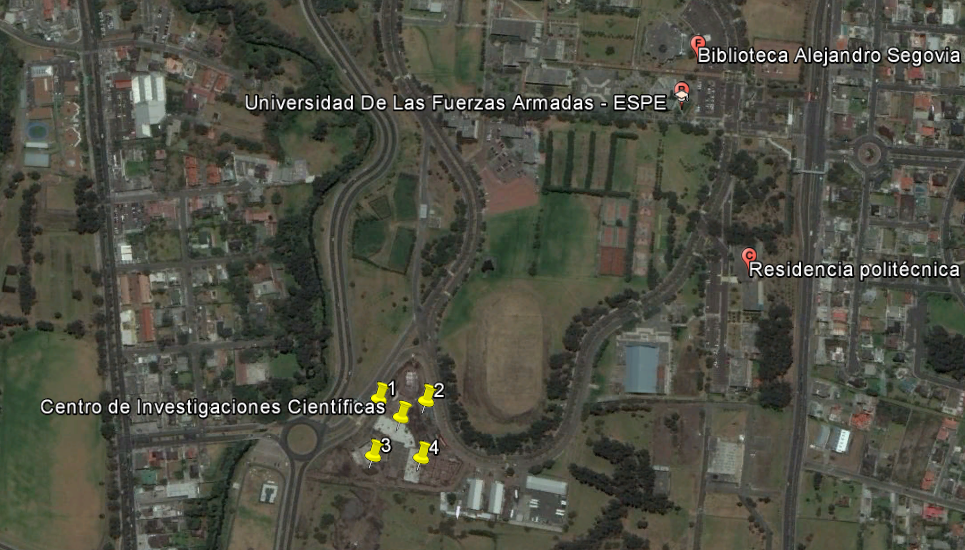 Biblioteca Alejandro Segovia
Universidad De Las Fuerzas Armadas - ESPE
Residencia politécnica
1
2
Centro de Investigaciones Científicas
3
4
C